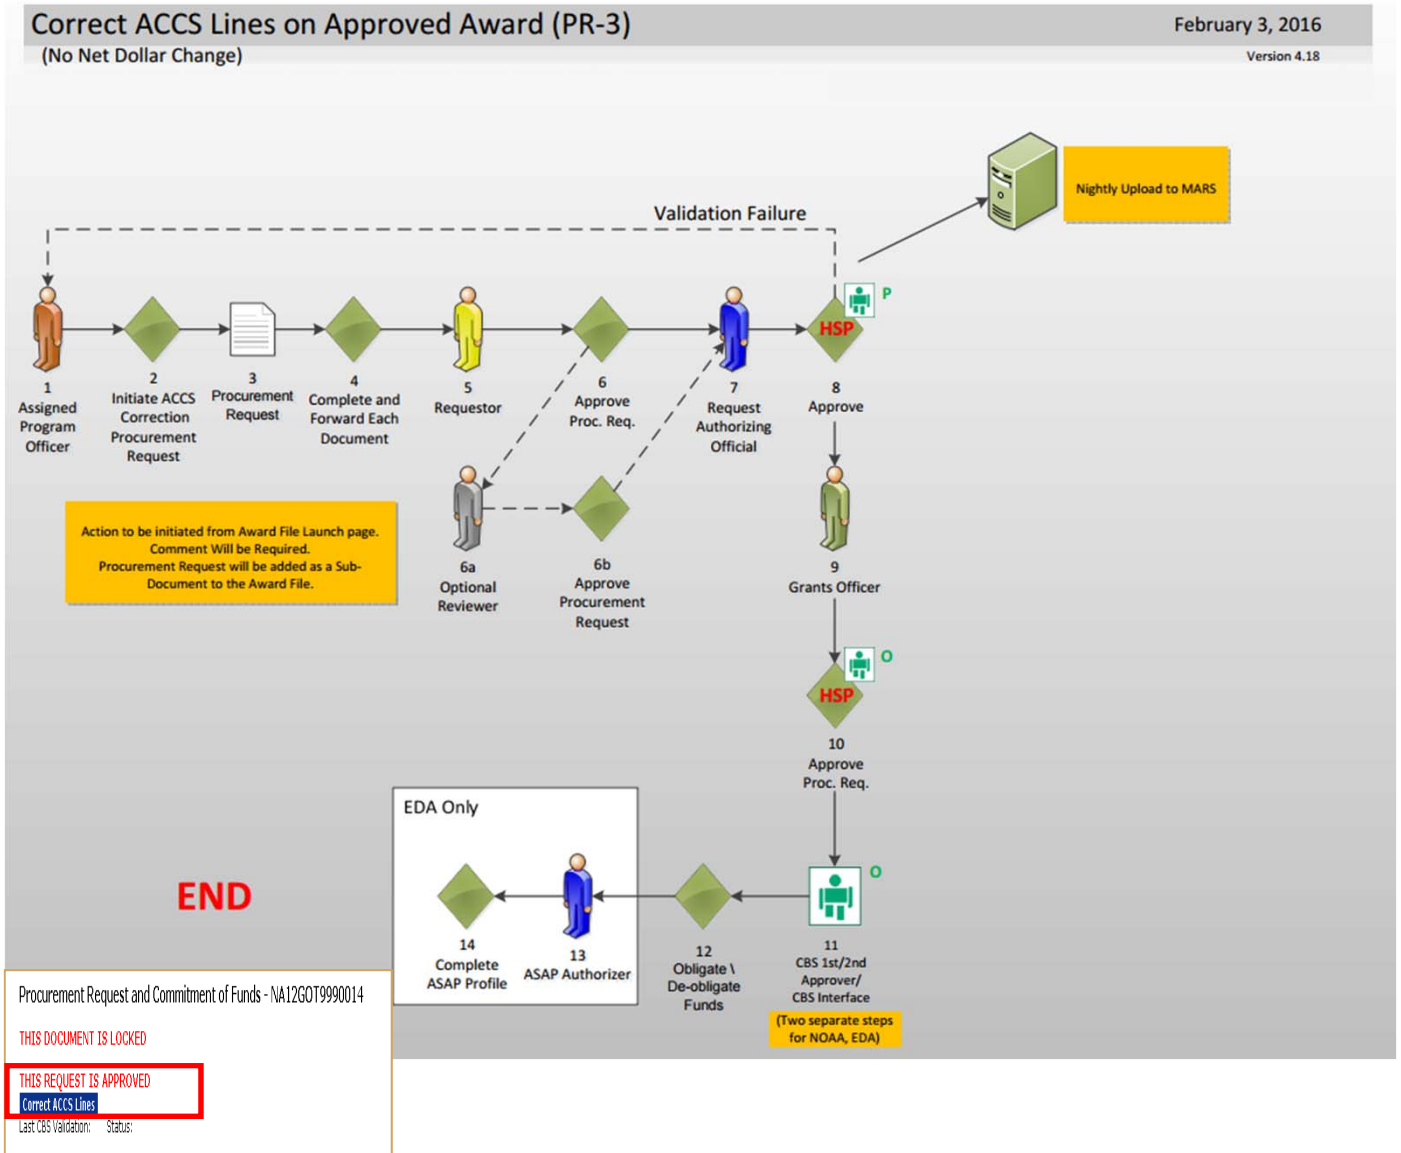 Correct ACCS Lines on Approved Award (PR-3)
February 3, 2016
(No Net Dollar Change)
Version 4.18
Nightly Upload to MARS
Validation Failure
P
HSP
1
Assigned
Program
Officer
2
Initiate ACCS
Correction
Procurement
Request
3
Procurement
Request
4
Complete and
Forward Each
Document
5
Requestor
6
Approve
Proc. Req.
7
Request
Authorizing
Official
8
Approve
Action to be initiated from Award File Launch page.
Comment Will be Required.
Procurement Request will be added as a Sub-
Document to the Award File.
6a
Optional
Reviewer
6b
Approve
Procurement
Request
9
Grants Officer
O
HSP
10
Approve
Proc. Req.
EDA Only
END
O
14
Complete
ASAP Profile
13
ASAP Authorizer
12
Obligate \
De-obligate
Funds
11
CBS 1st/2nd
Approver/
CBS Interface
(Two separate steps
for NOAA, EDA)
Procurement Request and Commitment of Funds - NA12GOT9990014
THIS DOCUMENT IS LOCKED
THIS REQUEST IS APPROVED
Correct ACCS Lines
Last CBS Validation: Status: